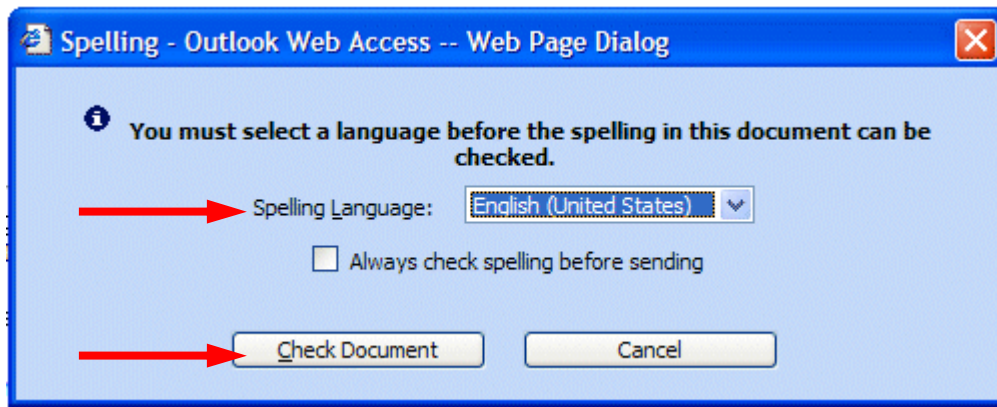 Spelling - Outlook Web Access -- Web Page Dialog
You must select a language before the spelling in this document can be
checked.
Spelling Language: English (United States)
Always check spelling before sending
Check Document Cancel